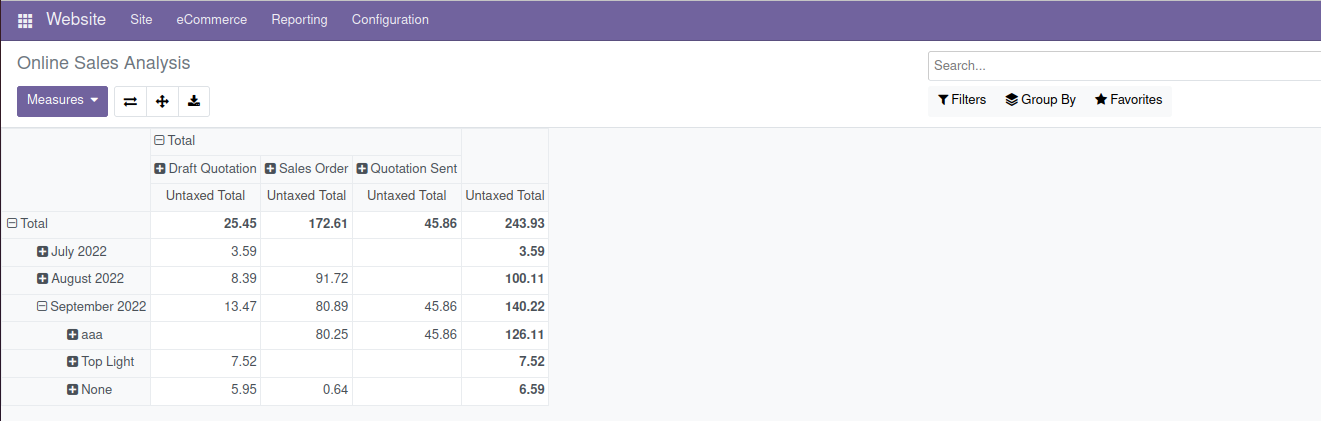 Website Site eCommerce Reporting Configuration
Online Sales Analysis
Search...
Measures
Filters Group By Favorites
Total
Draft Quotation Sales Order Quotation Sent
Untaxed Total Untaxed Total Untaxed Total Untaxed Total
Total 25.45 172.61 45.86 243.93
July 2022 3.59 3.59
August 2022 8.39 91.72 100.11
September 2022 13.47 80.89 45.86 140.22
aaa 80.25 45.86 126.11
Top Light 7.52 7.52
None 5.95 0.64 6.59